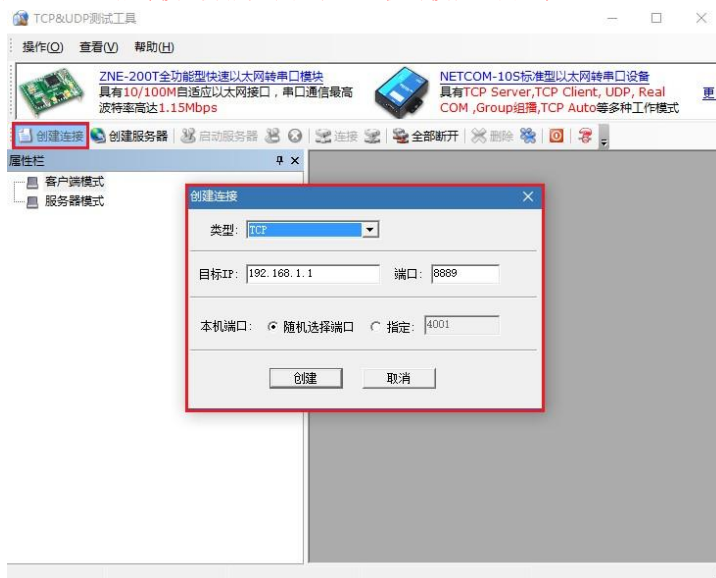 TCP&UDP测试工具
操作(O) 查看(V) 帮助(H)
ZNE-200T全功能型快速以太网转串口模块
具有10/100M自适应以太网接口，串口通信最高
波特率高达1.15Mbps
NETCOM-10S标准型以太网转串口设备
具有TCP Server,TCP Client, UDP, Real
COM ,Group组播,TCP Auto等多种工作模式
更
创建连接 创建服务器 启动服务器 连接 全部断开 删除
属性栏
客户端模式
服务器模式
创建连接
类型: TCP
目标IP: 192.168.1.1 端口: 8889
本机端口: 随机选择端口 指定: 4001
创建 取消